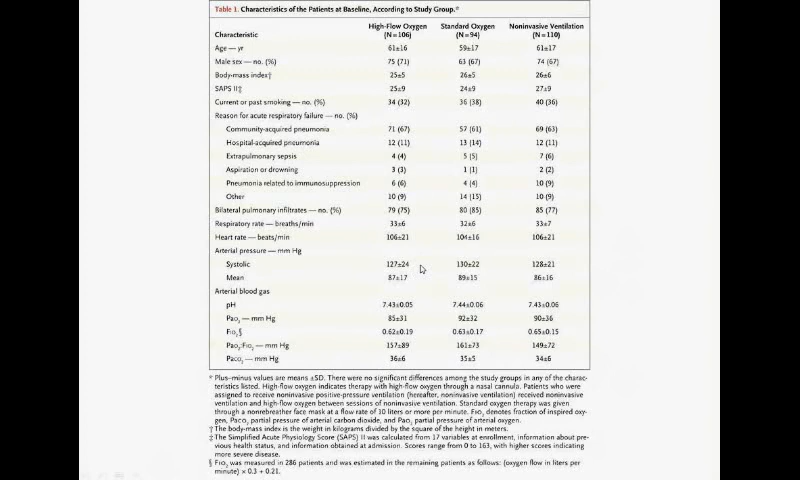 Table 1. Characteristics of the Patients at Baseline, According to Study Group.*
Characteristic High-Flow Oxygen (N=106) Standard Oxygen (N=94) Noninvasive Ventilation (N=110)
Age — yr 61±16 59±17 61±17
Male sex — no. (%) 75 (71) 63 (67) 74 (67)
Body-mass index† 25±5 26±5 26±6
SAPS II‡ 25±9 24±9 27±9
Current or past smoking — no. (%) 34 (32) 36 (38) 40 (36)
Reason for acute respiratory failure — no. (%)
Community-acquired pneumonia 71 (67) 57 (61) 69 (63)
Hospital-acquired pneumonia 12 (11) 13 (14) 12 (11)
Extrapulmonary sepsis 4 (4) 5 (5) 7 (6)
Aspiration or drowning 3 (3) 1 (1) 2 (2)
Pneumonia related to immunosuppression 6 (6) 4 (4) 10 (9)
Other 10 (9) 14 (15) 10 (9)
Bilateral pulmonary infiltrates — no. (%) 79 (75) 80 (85) 85 (77)
Respiratory rate — breaths/min 33±6 32±6 33±7
Heart rate — beats/min 106±21 104±16 106±21
Arterial pressure — mm Hg
Systolic 127±24 130±22 128±21
Mean 87±17 89±15 86±16
Arterial blood gas
pH 7.43±0.05 7.44±0.06 7.43±0.06
PaO₂ — mm Hg 85±31 92±32 90±36
FiO₂§ 0.62±0.19 0.63±0.17 0.65±0.15
PaO₂:FiO₂ — mm Hg 157±89 161±73 149±72
PaCO₂ — mm Hg 36±6 35±5 34±6
* Plus–minus values are means ±SD. There were no significant differences among the study groups in any of the charac-
teristics listed. High-flow oxygen indicates therapy with high-flow oxygen through a nasal cannula. Patients who were
assigned to receive noninvasive positive-pressure ventilation (hereafter, noninvasive ventilation) received noninvasive
ventilation and high-flow oxygen between sessions of noninvasive ventilation. Standard oxygen therapy was given
through a nonrebreather face mask at a flow rate of 10 liters or more per minute. FiO₂ denotes fraction of inspired oxy-
gen, PaCO₂ partial pressure of arterial carbon dioxide, and PaO₂ partial pressure of arterial oxygen.
† The body-mass index is the weight in kilograms divided by the square of the height in meters.
‡ The Simplified Acute Physiology Score (SAPS) II was calculated from 17 variables at enrollment, information about pre-
vious health status, and information obtained at admission. Scores range from 0 to 163, with higher scores indicating
more severe disease.
§ FiO₂ was measured in 286 patients and was estimated in the remaining patients as follows: (oxygen flow in liters per
minute) × 0.3 + 0.21.